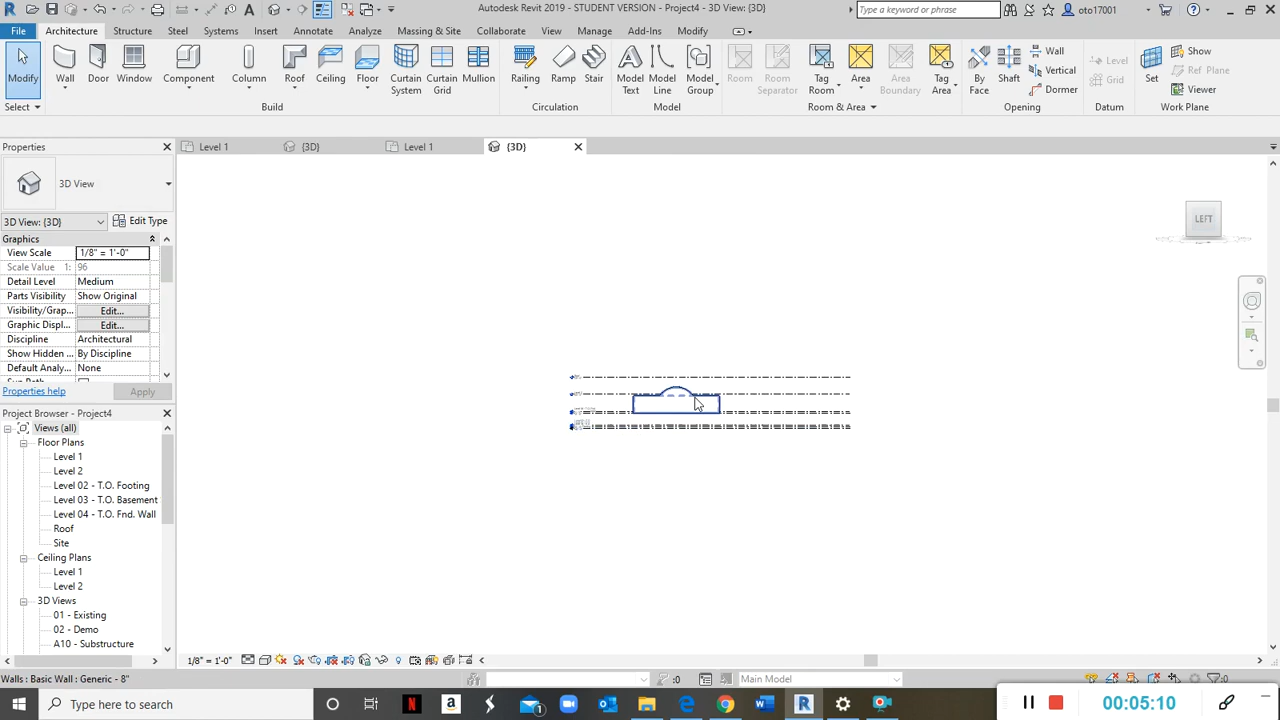 Autodesk Revit 2019 - STUDENT VERSION - Project4 - 3D View: {3D}
Type a keyword or phrase
oto17001
File
Architecture
Structure
Steel
Systems
Insert
Annotate
Analyze
Massing & Site
Collaborate
View
Manage
Add-Ins
Modify
Modify
Wall
Door
Window
Component
Column
Roof
Ceiling
Floor
Curtain System
Curtain Grid
Mullion
Railing
Ramp
Stair
Model Text
Model Line
Model Group
Room
Room Separator
Tag Room
Area
Area Boundary
Tag Area
By Face
Shaft
Wall
Vertical
Dormer
Level
Grid
Set
Show
Ref Plane
Viewer
Select
Build
Circulation
Model
Room & Area
Opening
Datum
Work Plane
Properties
Level 1
{3D}
Level 1
{3D}
3D View
3D View: {3D}
Edit Type
Graphics
View Scale 1/8" = 1'-0"
Scale Value 1: 96
Detail Level Medium
Parts Visibility Show Original
Visibility/Grap... Edit...
Graphic Displ... Edit...
Discipline Architectural
Show Hidden ... By Discipline
Default Analy... None
Properties help
Apply
Project Browser - Project4
Views (all)
Floor Plans
Level 1
Level 2
Level 02 - T.O. Footing
Level 03 - T.O. Basement
Level 04 - T.O. Fnd. Wall
Roof
Site
Ceiling Plans
Level 1
Level 2
3D Views
01 - Existing
02 - Demo
A10 - Substructure
LEFT
1/8" = 1'-0"
Walls : Basic Wall : Generic - 8"
:0
Main Model
:0
Type here to search
00:05:10